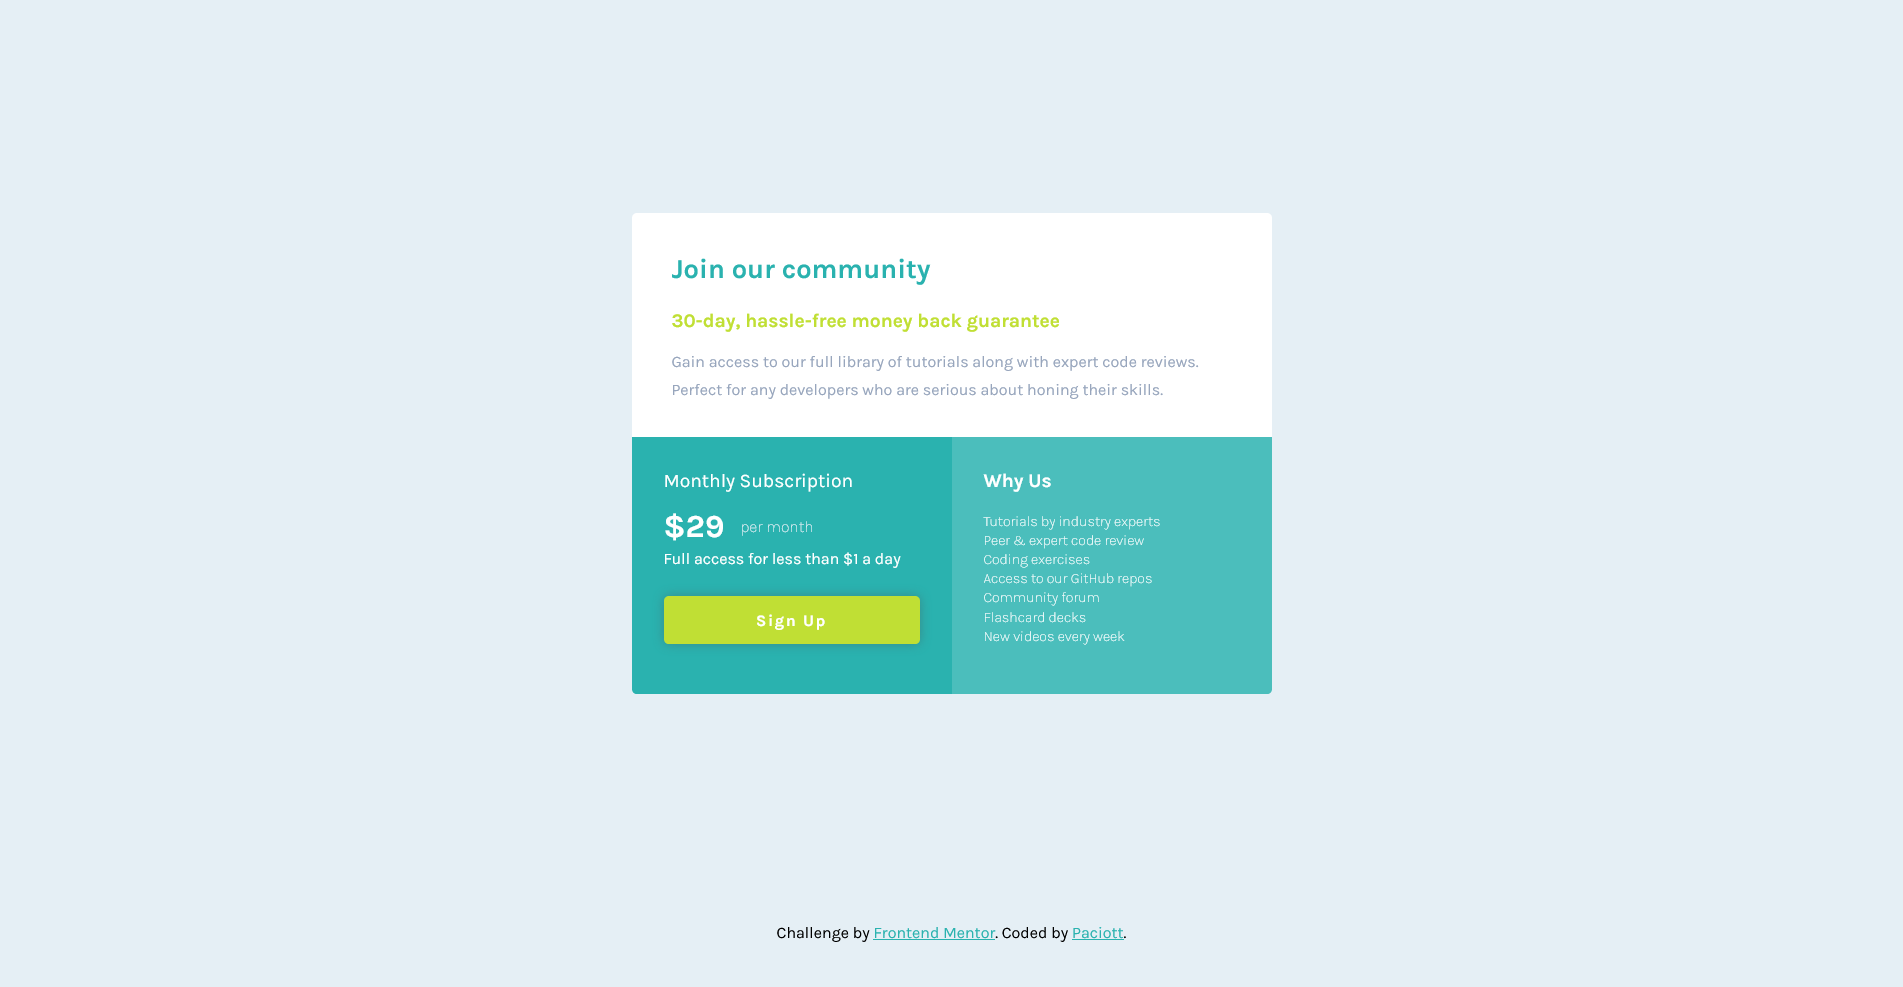 Join our community
30-day, hassle-free money back guarantee
Gain access to our full library of tutorials along with expert code reviews.
Perfect for any developers who are serious about honing their skills.
Monthly Subscription
$29 per month
Full access for less than $1 a day
Sign Up
Why Us
Tutorials by industry experts
Peer & expert code review
Coding exercises
Access to our GitHub repos
Community forum
Flashcard decks
New videos every week
Challenge by Frontend Mentor. Coded by Paciott.